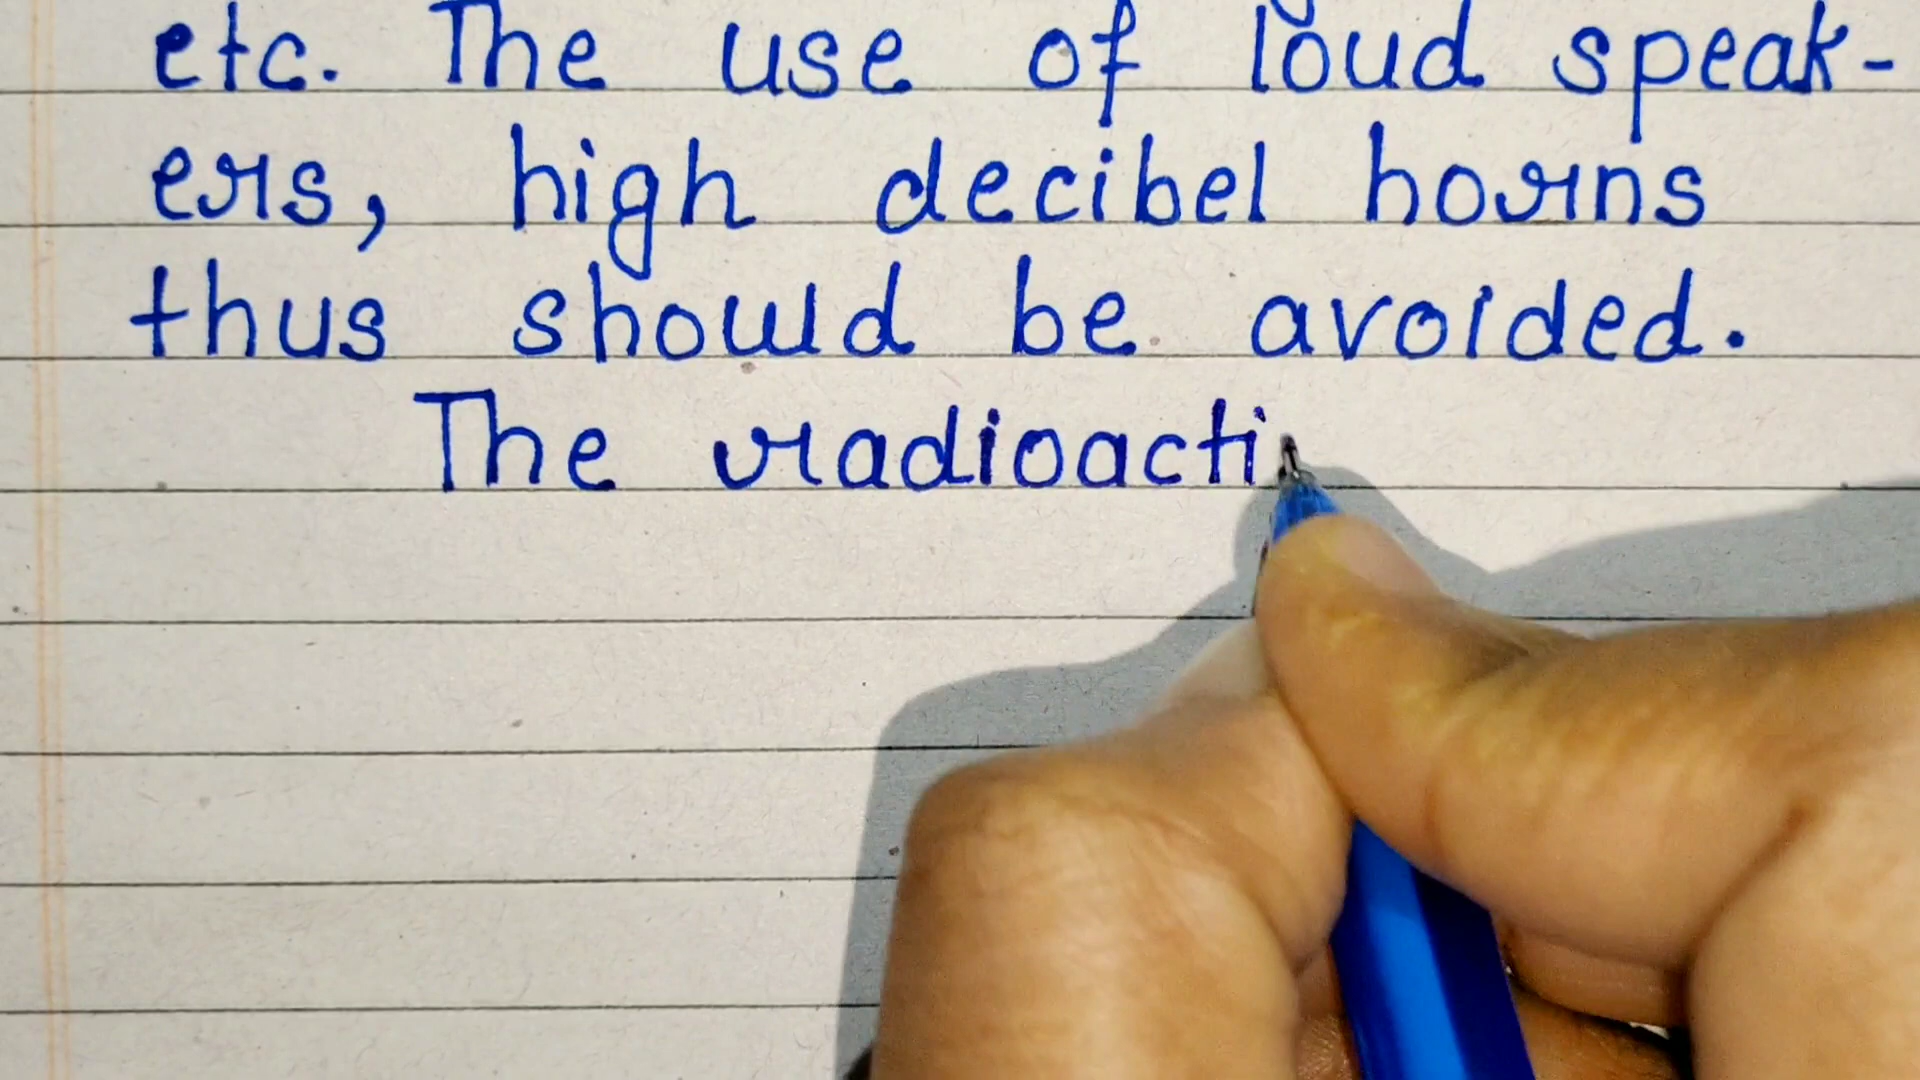 etc. The use of loud speak-
ers, high decibel horns
thus should be avoided.
The radioacti